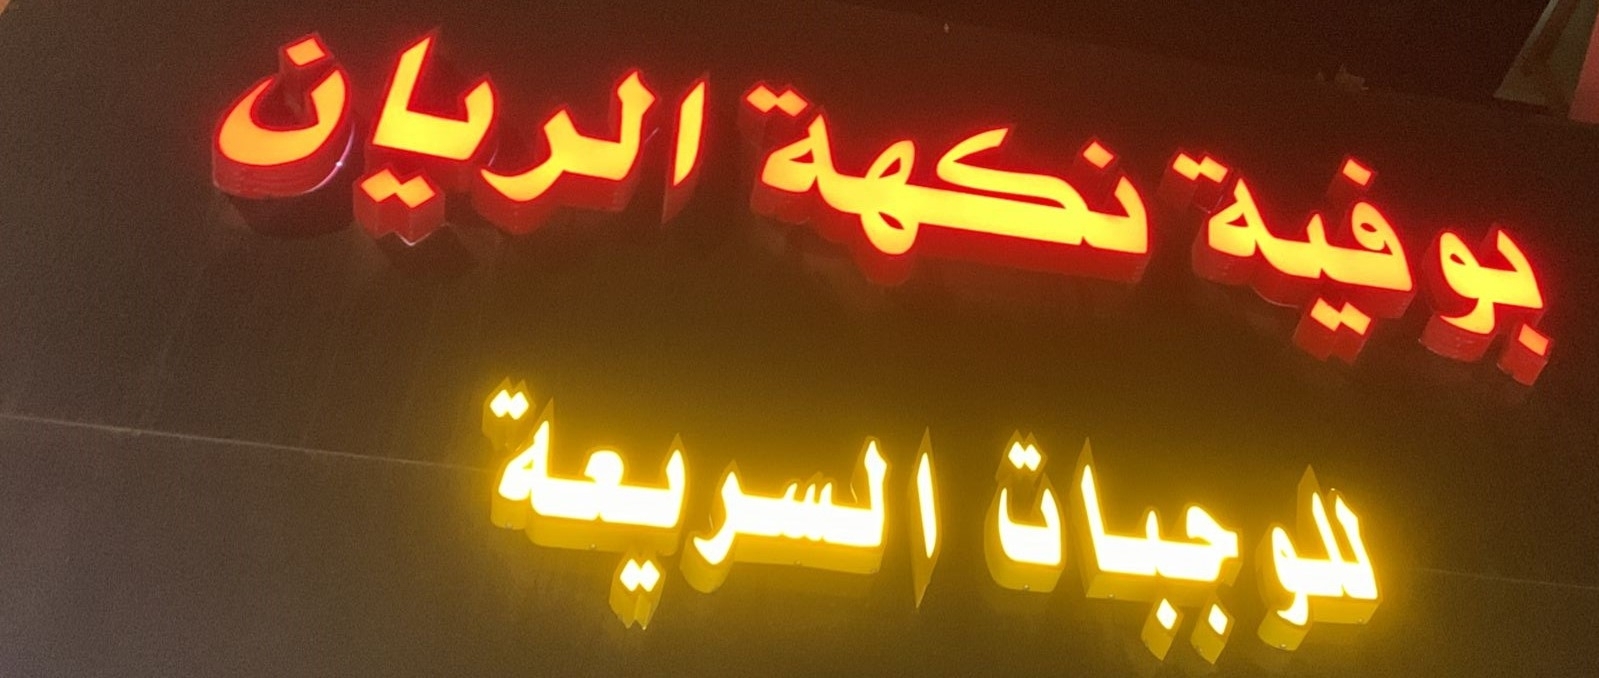 بوفية نكهة الريان
للوجبات السريعة